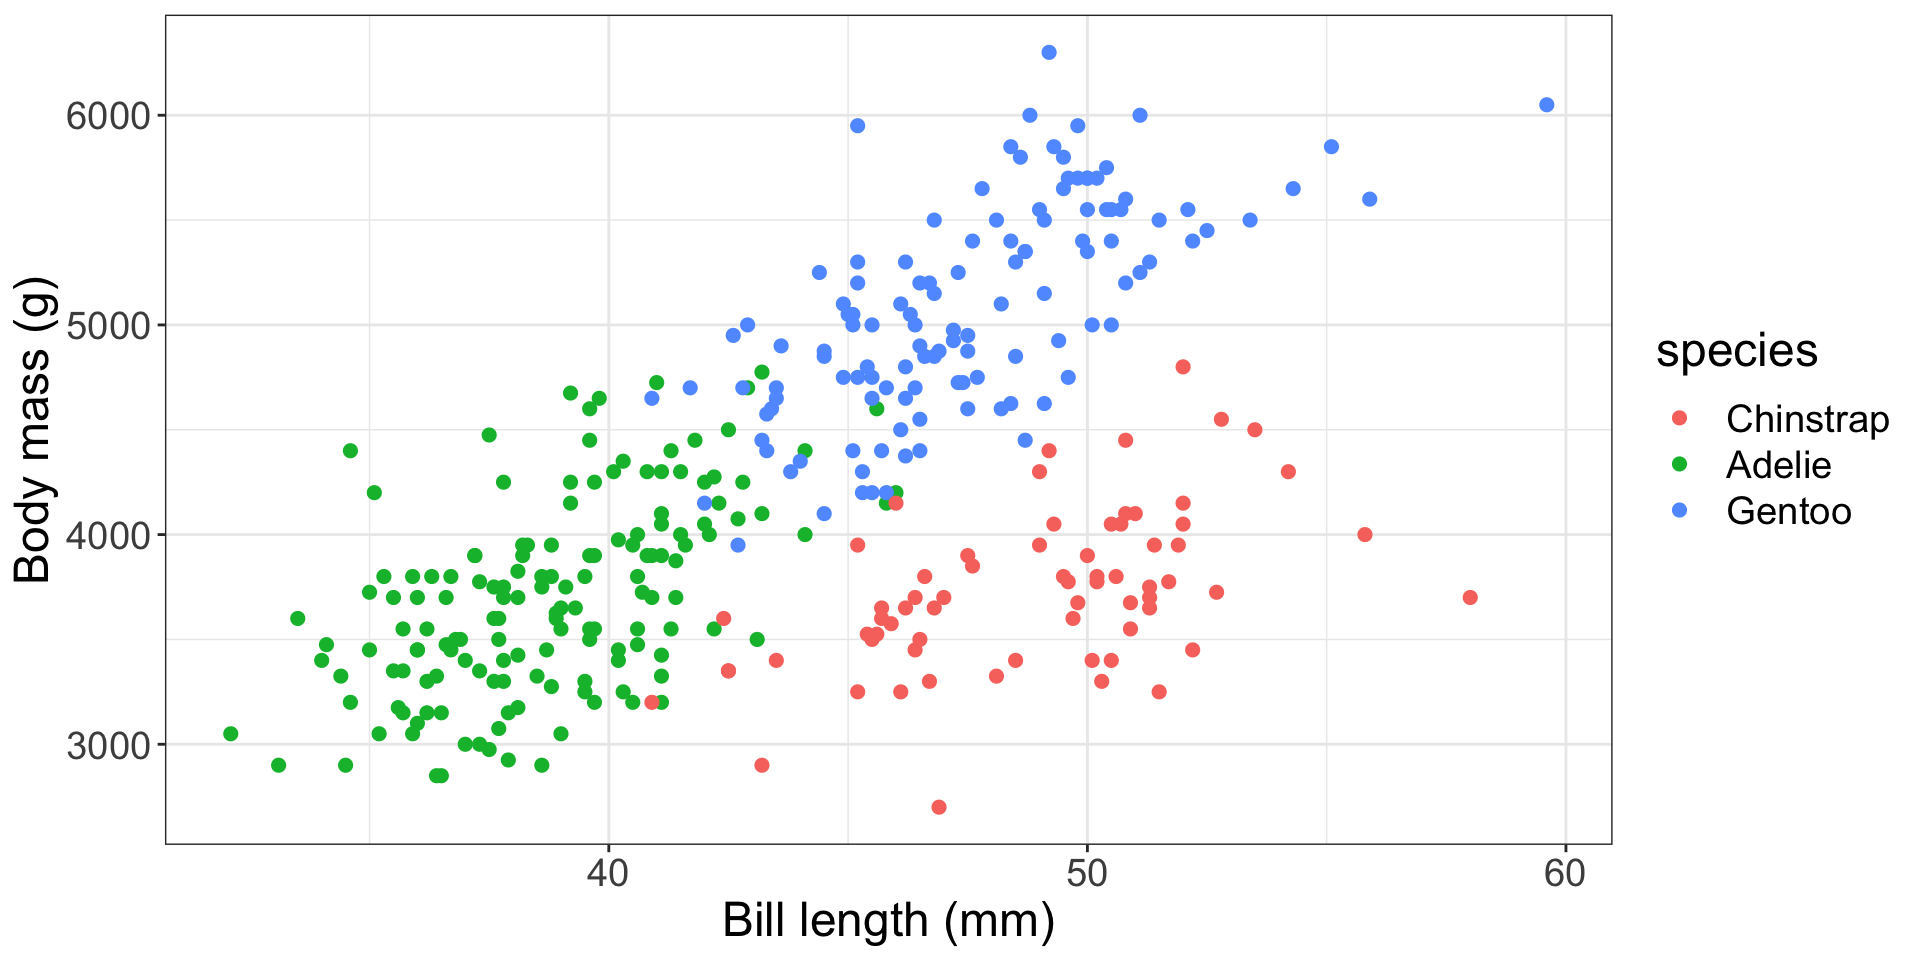 6000
5000
4000
3000
Body mass (g)
40 50 60
Bill length (mm)
species
Chinstrap
Adelie
Gentoo